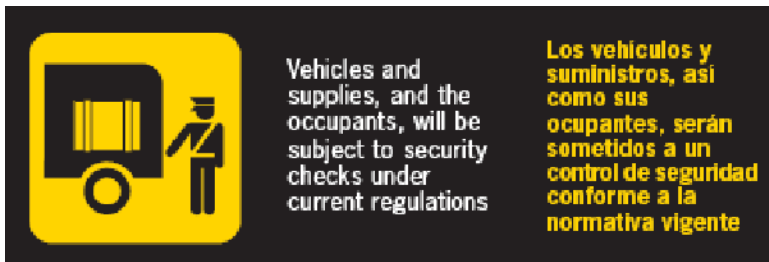 Vehicles and
supplies, and the
occupants, will be
subject to security
checks under
current regulations
Los vehículos y
suministros, así
como sus
ocupantes, serán
sometidos a un
control de seguridad
conforme a la
normativa vigente